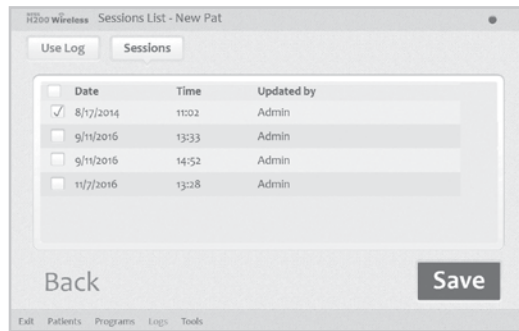 H200 Wireless Sessions List - New Pat
Use Log Sessions
Date Time Updated by
8/17/2014 11:02 Admin
9/11/2016 13:33 Admin
9/11/2016 14:52 Admin
11/7/2016 13:28 Admin
Back Save
Exit Patients Programs Logs Tools